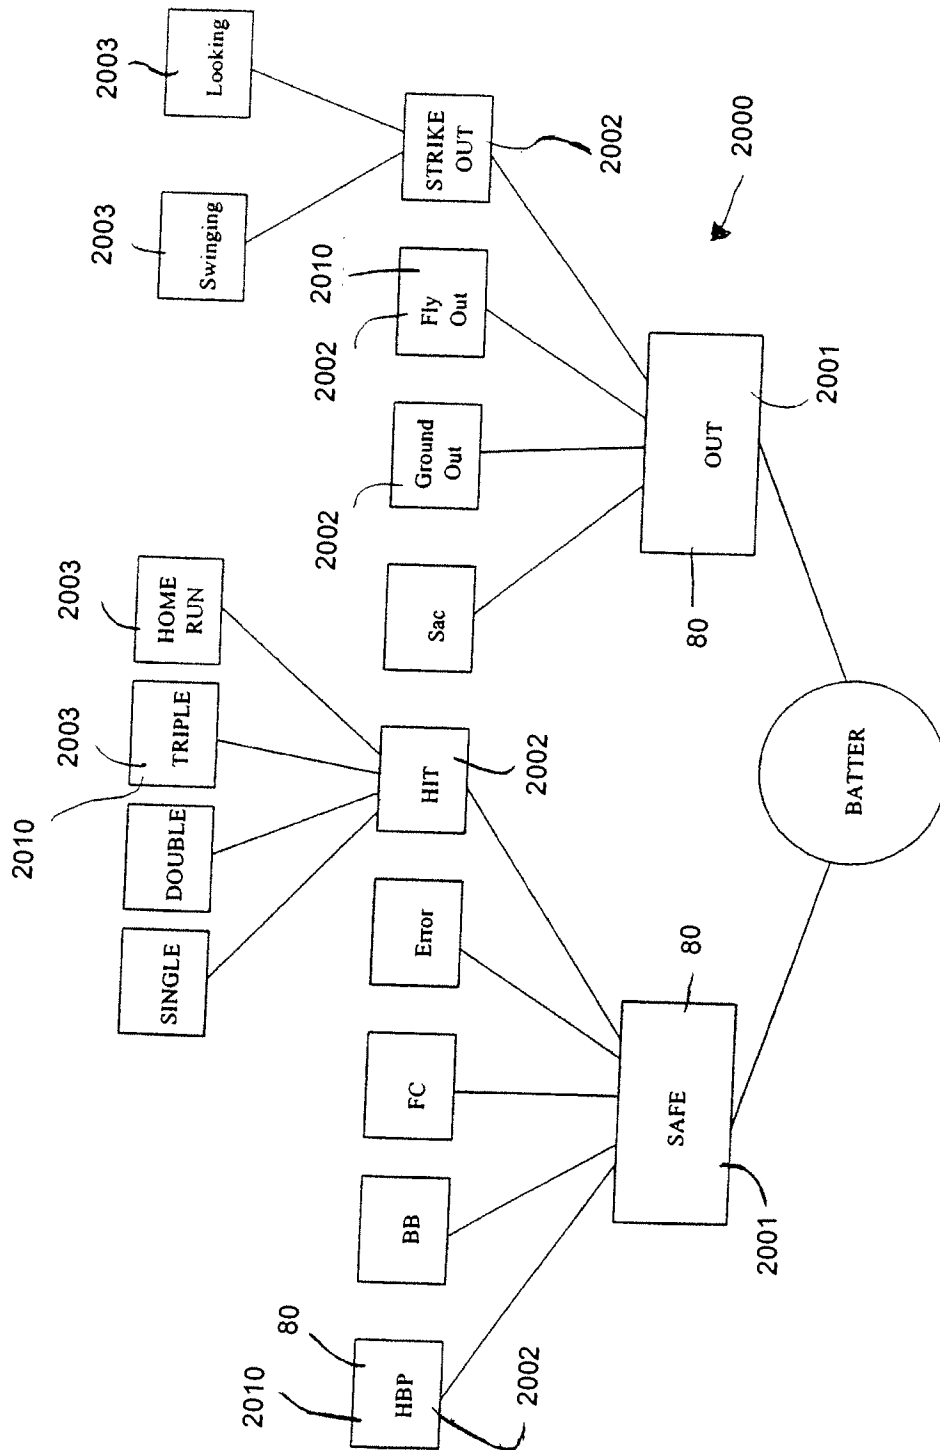 2010
2003
2003
2003
2003
SINGLE
DOUBLE
TRIPLE
HOME
RUN
Swinging
Looking
2010
80
2002
2002
2010
HBP
BB
FC
Error
HIT
Sac
Ground
Out
Fly
Out
STRIKE
OUT
2002
2002
2002
80
SAFE
80
OUT
2000
2001
2001
BATTER